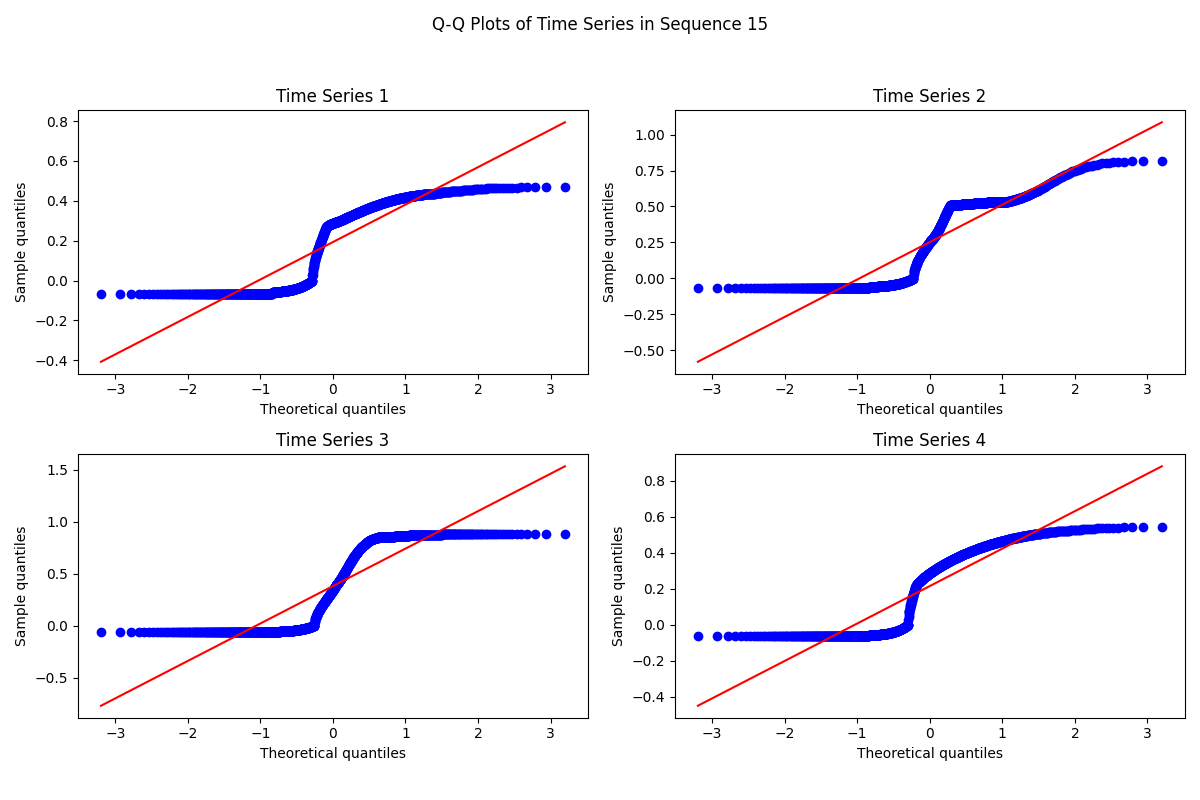 Q-Q Plots of Time Series in Sequence 15
Time Series 1
Sample quantiles
0.8
0.6
0.4
0.2
0.0
−0.2
−0.4
−3 −2 −1 0 1 2 3
Theoretical quantiles
Time Series 2
Sample quantiles
1.00
0.75
0.50
0.25
0.00
−0.25
−0.50
−3 −2 −1 0 1 2 3
Theoretical quantiles
Time Series 3
Sample quantiles
1.5
1.0
0.5
0.0
−0.5
−3 −2 −1 0 1 2 3
Theoretical quantiles
Time Series 4
Sample quantiles
0.8
0.6
0.4
0.2
0.0
−0.2
−0.4
−3 −2 −1 0 1 2 3
Theoretical quantiles